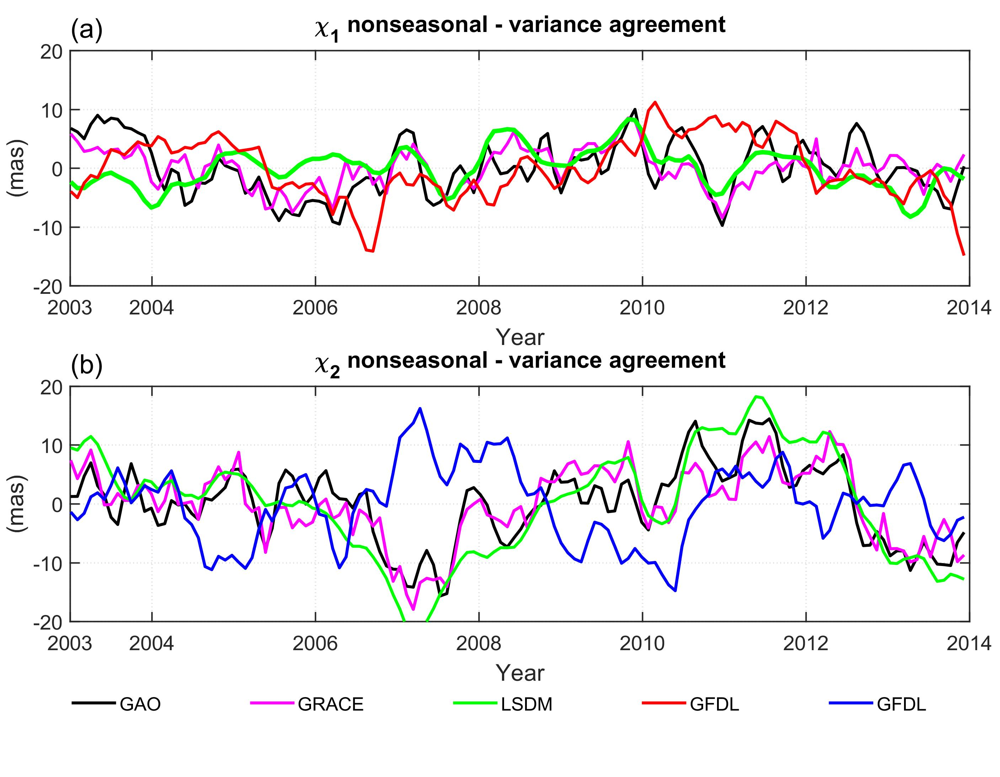 (a) χ1 nonseasonal - variance agreement
20
10
0
-10
-20
(mas)
2003 2004 2006 2008 2010 2012 2014
Year
(b) χ2 nonseasonal - variance agreement
20
10
0
-10
-20
(mas)
2003 2004 2006 2008 2010 2012 2014
Year
GAO GRACE LSDM GFDL GFDL